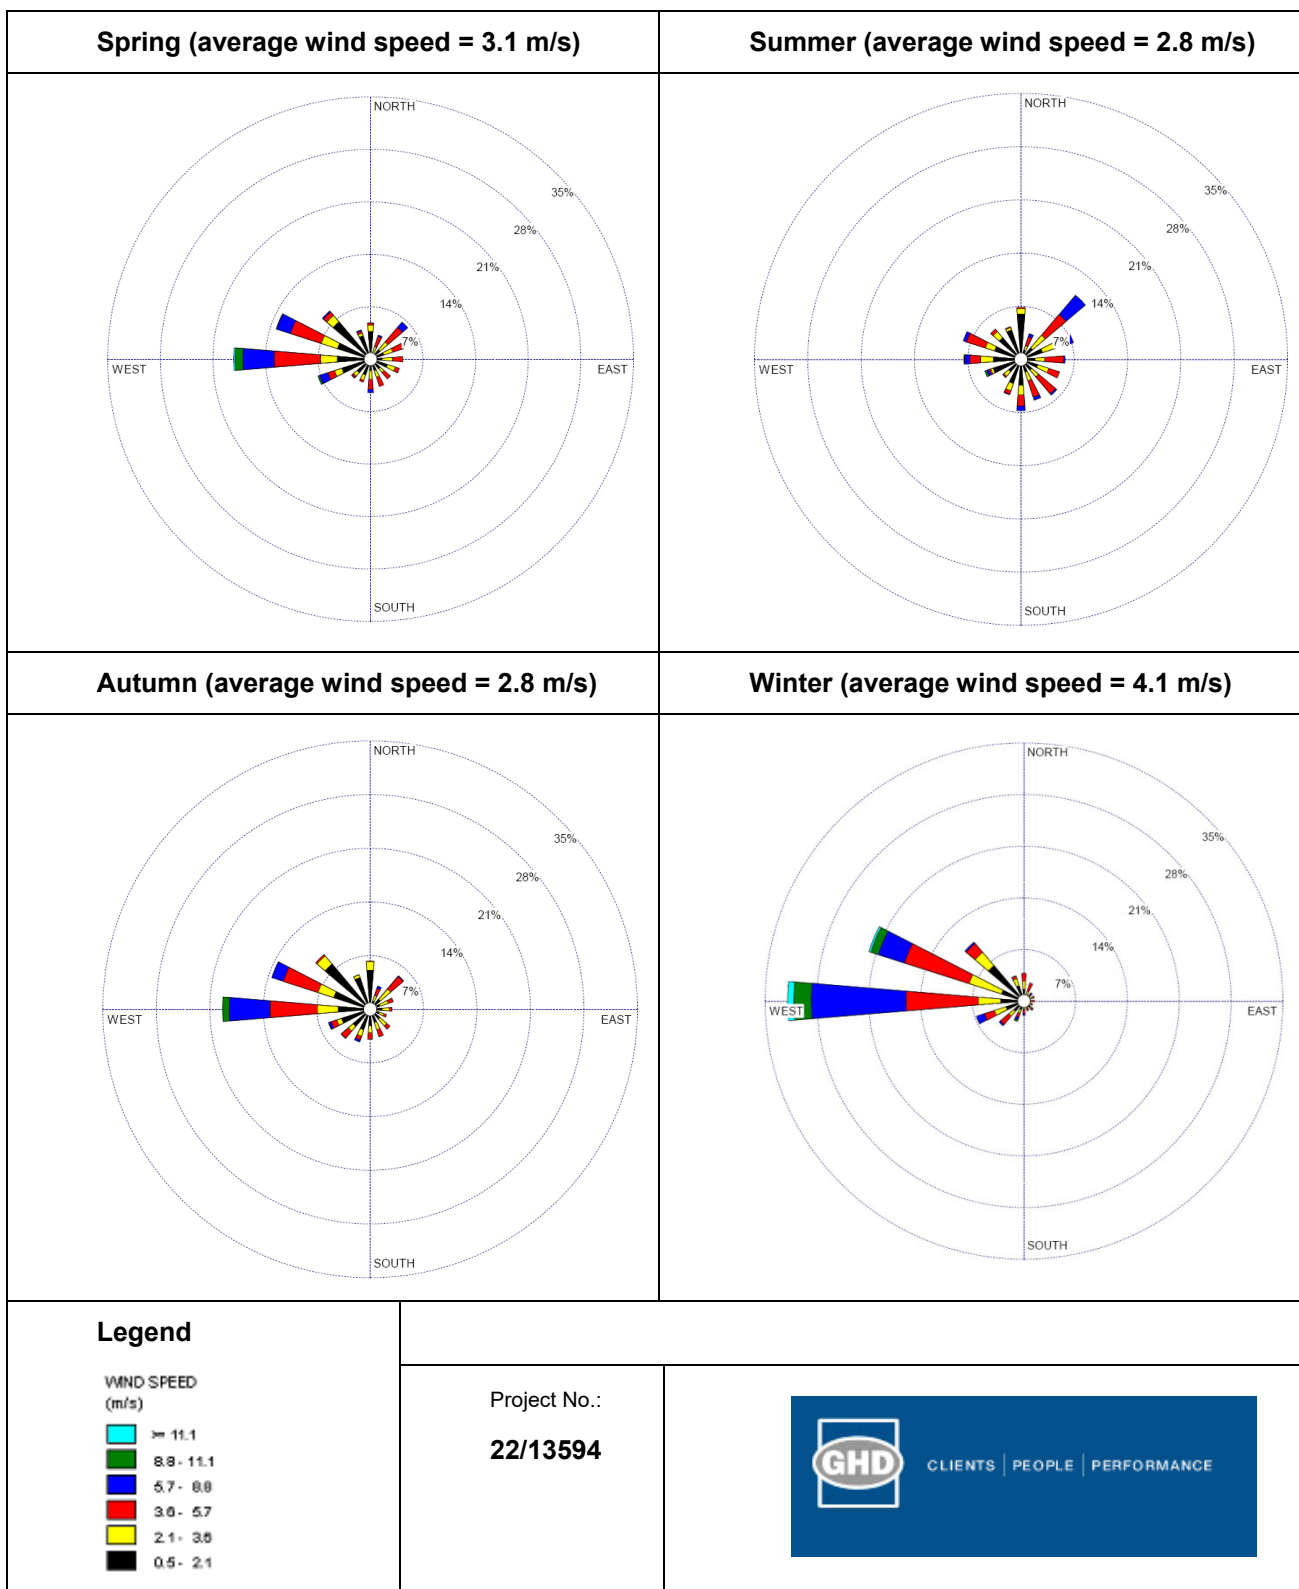 Spring (average wind speed = 3.1 m/s)
Summer (average wind speed = 2.8 m/s)
NORTH
35%
28%
21%
14%
7%
WEST
EAST
SOUTH
NORTH
35%
28%
21%
14%
7%
WEST
EAST
SOUTH
Autumn (average wind speed = 2.8 m/s)
Winter (average wind speed = 4.1 m/s)
NORTH
35%
28%
21%
14%
7%
WEST
EAST
SOUTH
NORTH
35%
28%
21%
14%
7%
WEST
EAST
SOUTH
Legend
WIND SPEED
(m/s)
>= 11.1
8.8 - 11.1
5.7 - 8.8
3.6 - 5.7
2.1 - 3.6
0.5 - 2.1
Project No.:
22/13594
GHD
CLIENTS | PEOPLE | PERFORMANCE